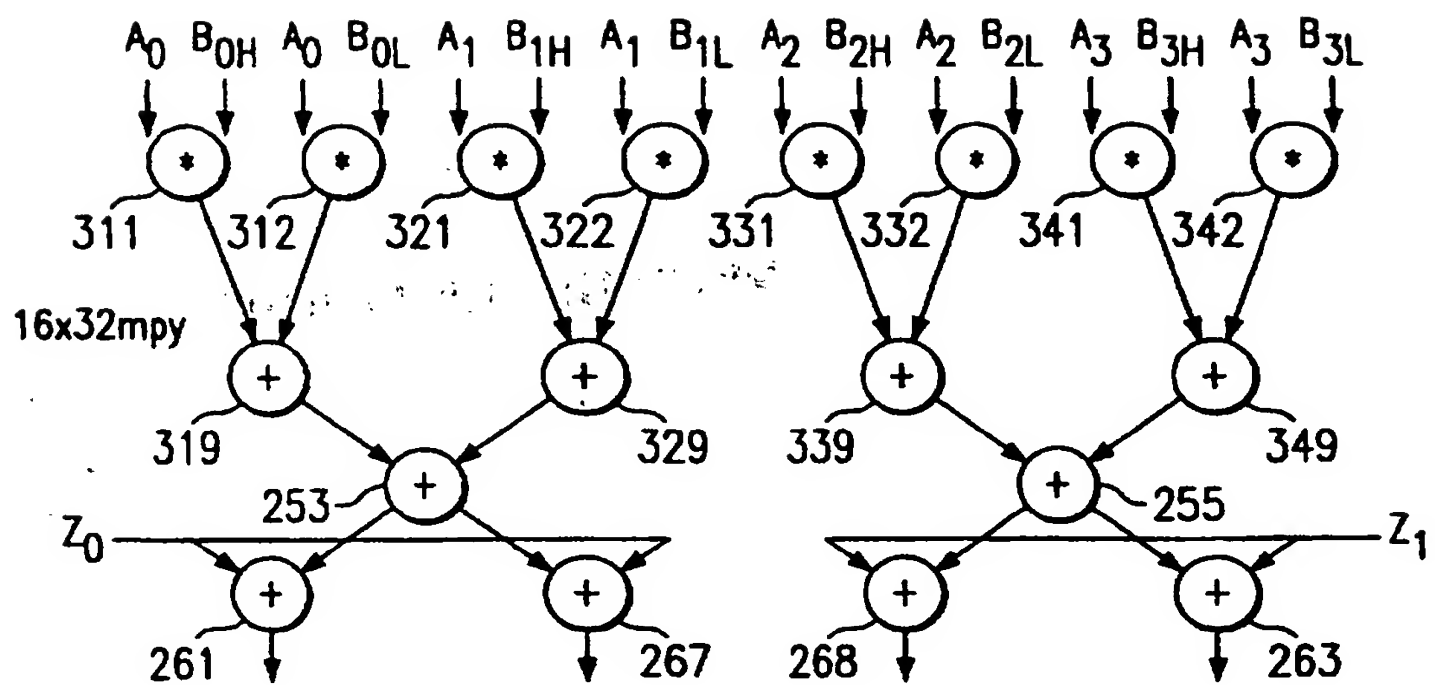 A0 B0H A0 B0L A1 B1H A1 B1L A2 B2H A2 B2L A3 B3H A3 B3L
* * * * * * * *
311 312 321 322 331 332 341 342
16x32mpy
+ + + +
319 329 339 349
+ +
253 255
Z0 Z1
+ + + +
261 267 268 263